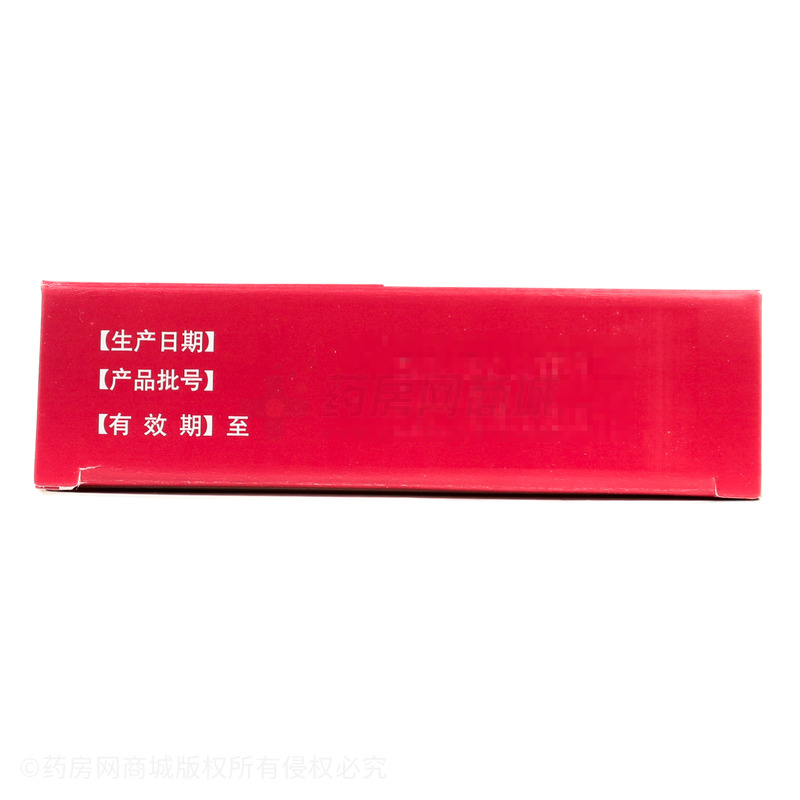 【生产日期】
【产品批号】
【有 效 期】至
药房网商城
©药房网商城版权所有侵权必究